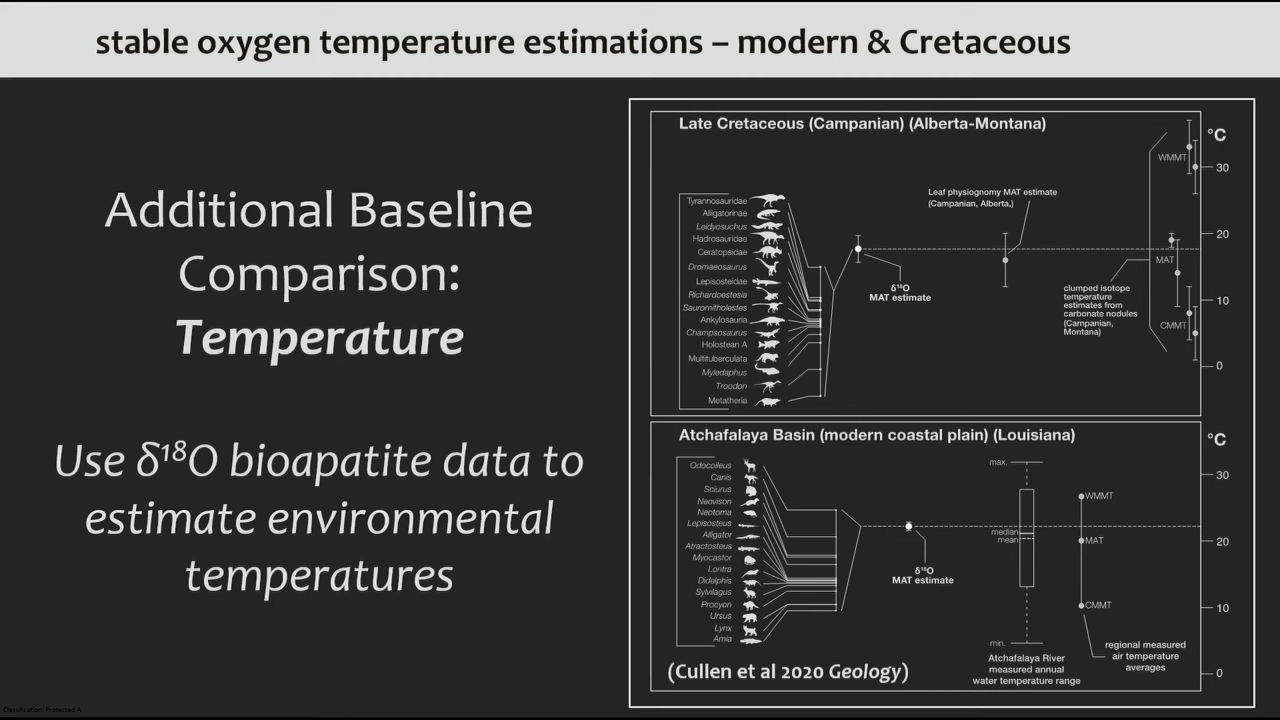 stable oxygen temperature estimations – modern & Cretaceous
Additional Baseline
Comparison:
Temperature
Use δ¹⁸O bioapatite data to
estimate environmental
temperatures
Late Cretaceous (Campanian) (Alberta-Montana)
°C
WMMT
30
Leaf physiognomy MAT estimate
(Campanian, Alberta,)
Tyrannosauridae
Alligatorinae
Leidyosuchus
Hadrosauridae
Ceratopsidae
Dromaeosaurus
Lepisosteidae
Richardoestesia
Saurornitholestes
Ankylosauria
Champsosaurus
Holostean A
Multituberculata
Myledaphus
Troodon
Metatheria
δ¹⁸O
MAT estimate
20
MAT
clumped isotope
temperature
estimates from
carbonate nodules
(Campanian,
Montana)
10
CMMT
0
Atchafalaya Basin (modern coastal plain) (Louisiana)
°C
Odocoileus
Canis
Sciurus
Neovison
Neotoma
Lepisosteus
Alligator
Atractosteus
Myocastor
Lontra
Didelphis
Sylvilagus
Procyon
Ursus
Lynx
Amia
δ¹⁸O
MAT estimate
max.
median
mean
min.
Atchafalaya River
measured annual
water temperature range
WMMT
MAT
CMMT
regional measured
air temperature
averages
30
20
10
0
(Cullen et al 2020 Geology)
Classification: Protected A